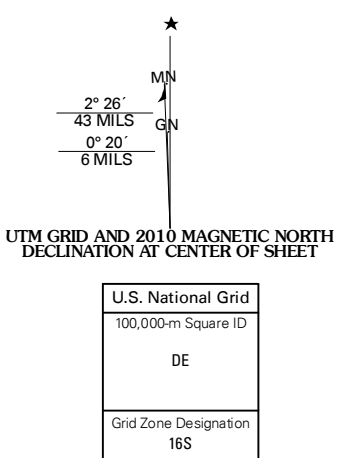 ★
MN
2° 26´
43 MILS
GN
0° 20´
6 MILS
UTM GRID AND 2010 MAGNETIC NORTH
DECLINATION AT CENTER OF SHEET
U.S. National Grid
100,000-m Square ID
DE
Grid Zone Designation
16S